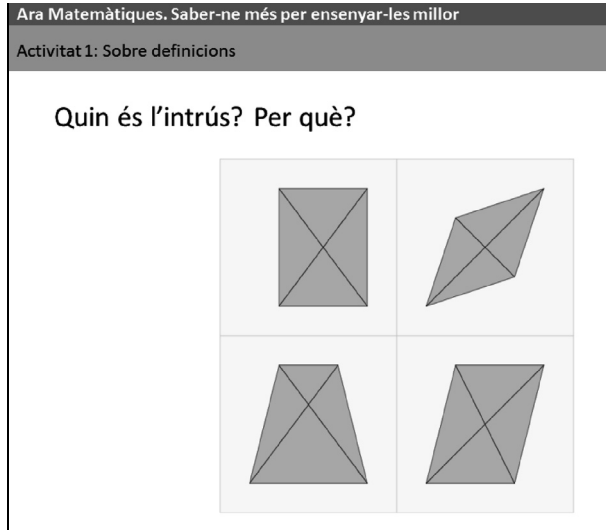 Ara Matemàtiques. Saber-ne més per ensenyar-les millor
Activitat 1: Sobre definicions
Quin és l'intrús? Per què?